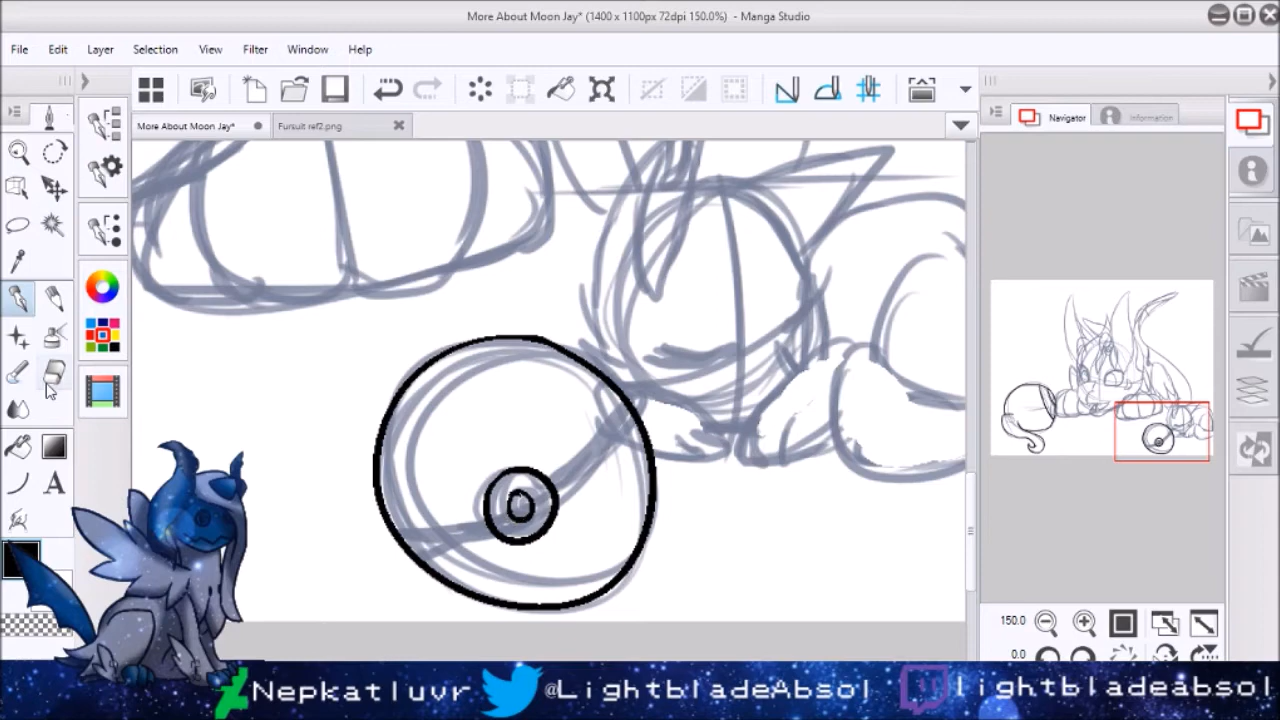 More About Moon Jay* (1400 x 1100px 72dpi 150.0%) - Manga Studio
File Edit Layer Selection View Filter Window Help
More About Moon Jay* Fursuit ref2.png
Navigator Information
150.0
0.0
Nepkatluvr @LightbladeAbsol lightbladeabsol